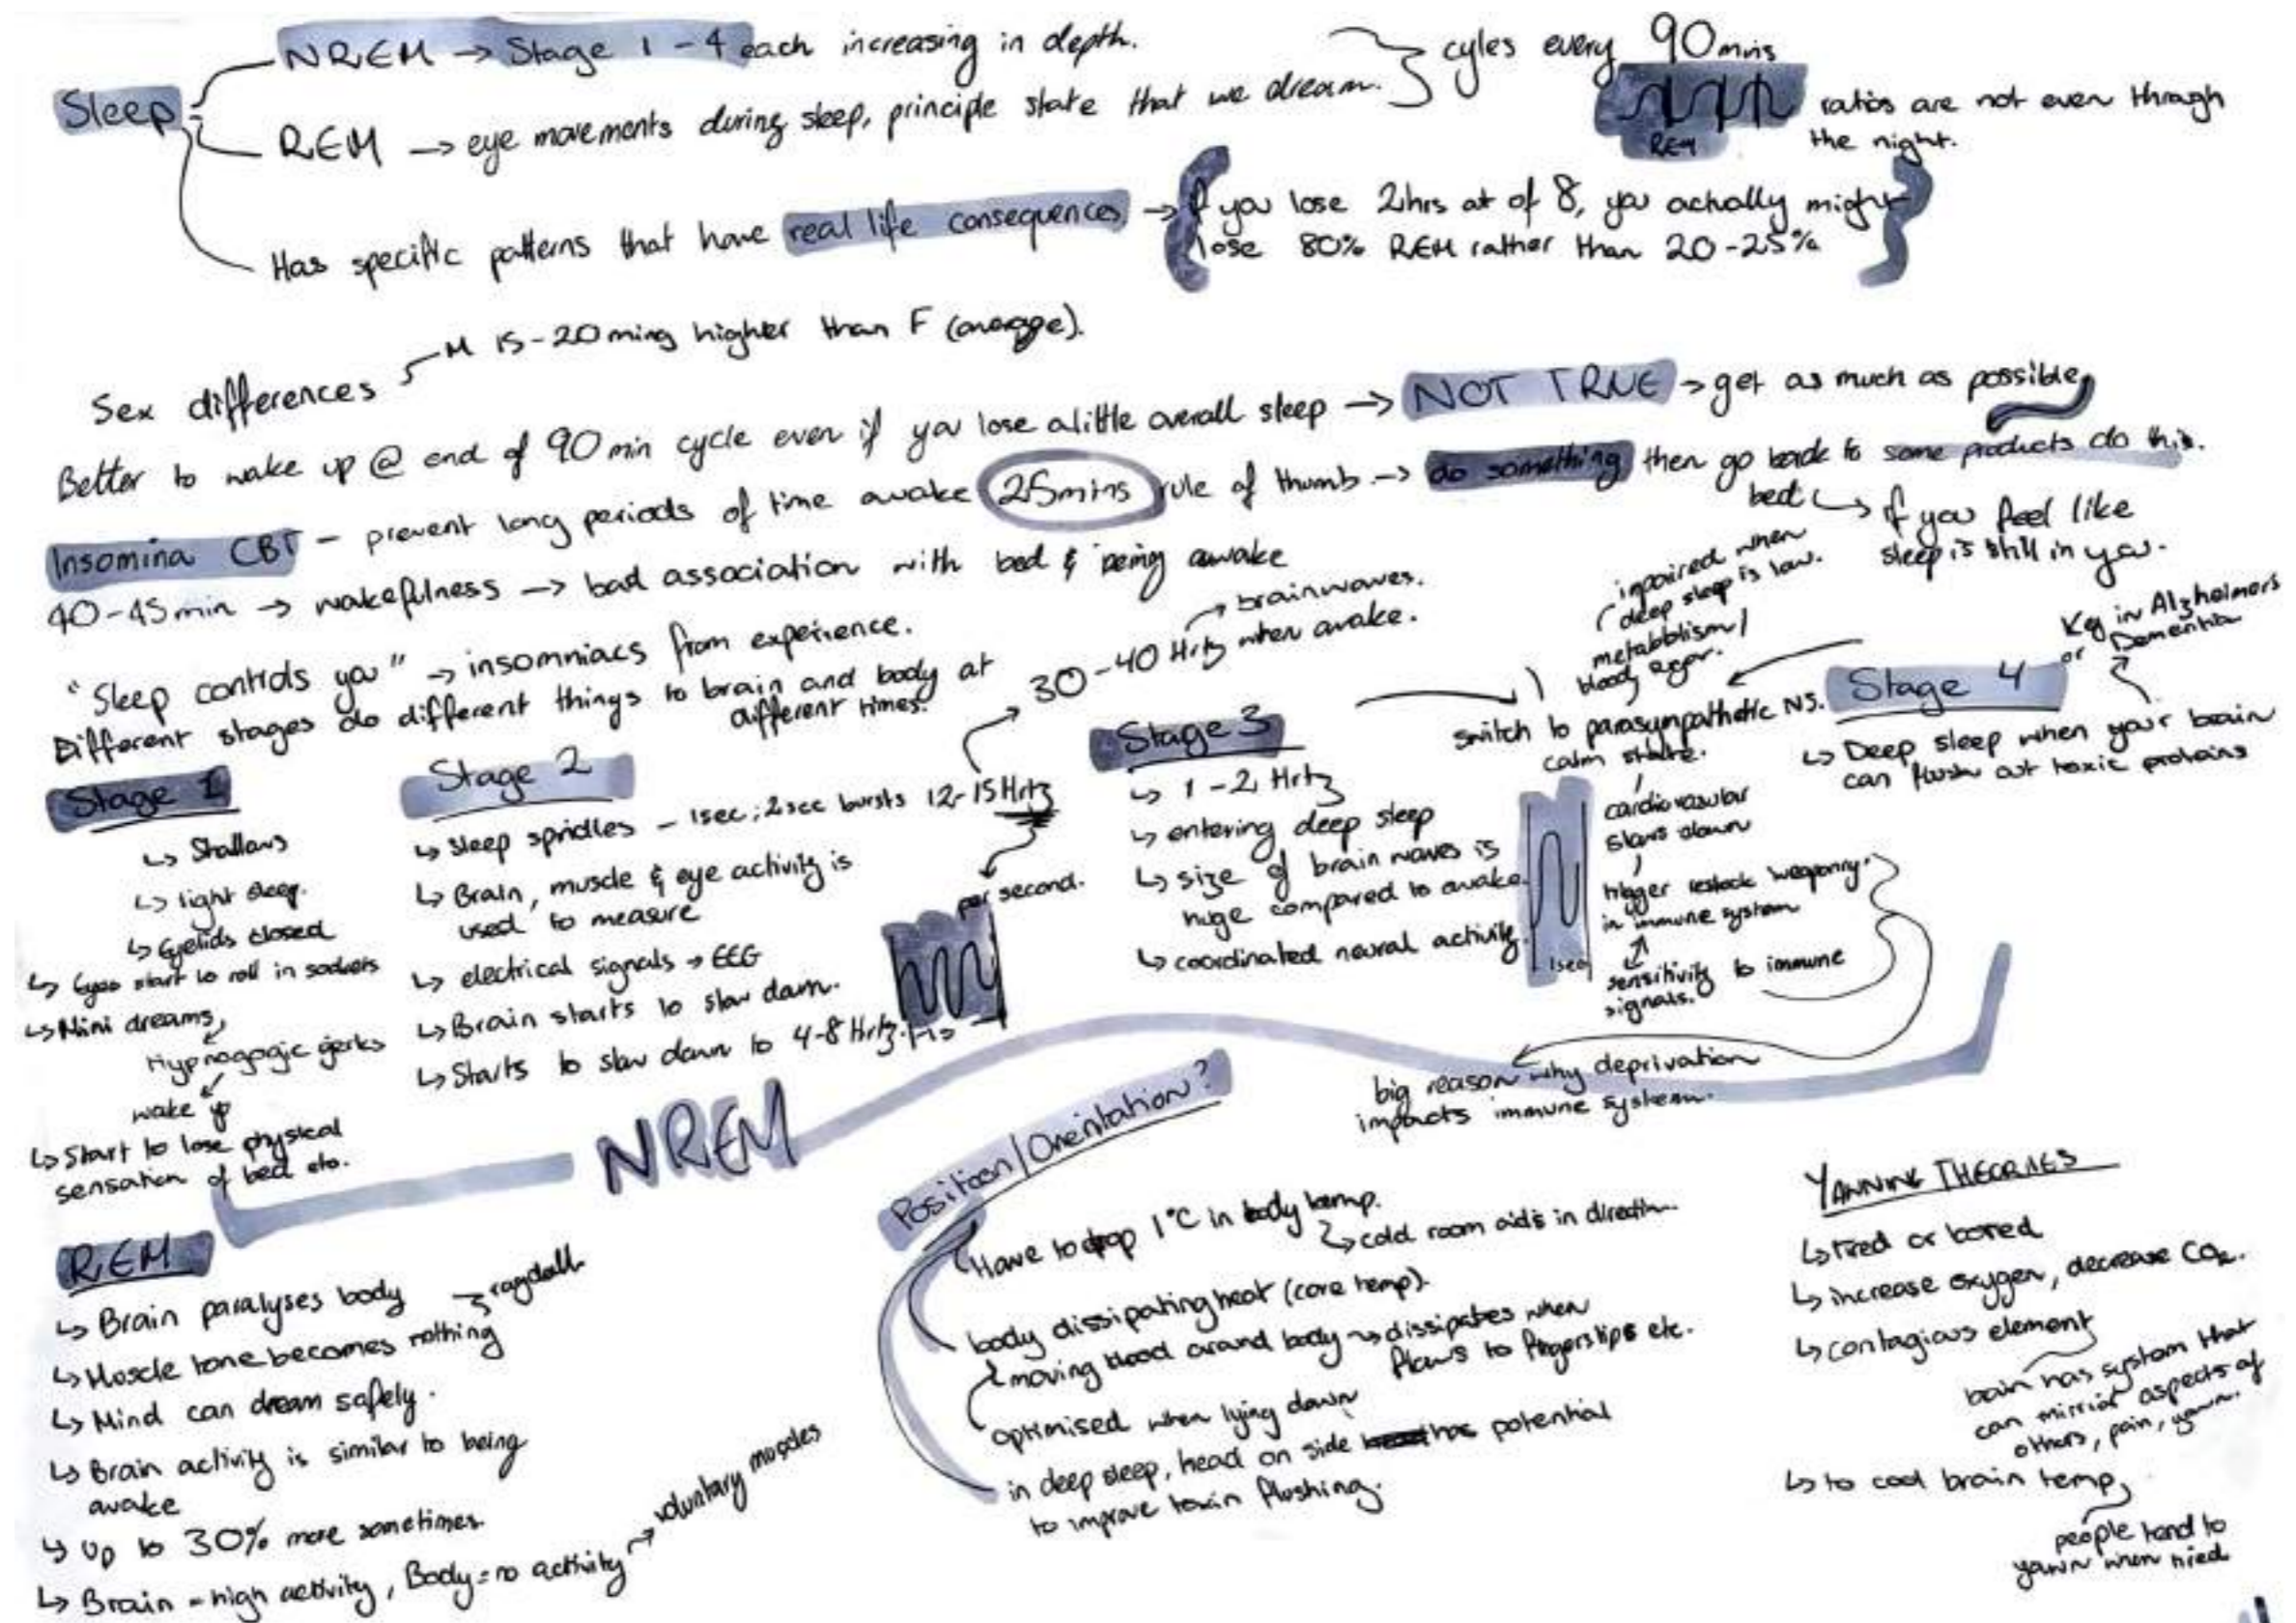 Sleep
NREM → Stage 1 - 4 each increasing in depth.
REM → eye movements during sleep, principle state that we dream.
cyles every 90 mins
REM
ratios are not even through
the night.
Has specific patterns that have real life consequences →
If you lose 2hrs at of 8, you actually might
lose 80% REM rather than 20-25%
Sex differences
M 15-20 ming higher than F (average).
Better to wake up @ end of 90 min cycle even if you lose a little overall sleep → NOT TRUE → get as much as possible,
some products do this.
Insomina CBT - prevent long periods of time awake 25mins rule of thumb → do something then go back to
bed
→ if you feel like
sleep is still in you.
40-45 min → wakefulness → bad association with bed & being awake
"Sleep controls you" → insomniacs from experience.
Different stages do different things to brain and body at
different times.
Stage 1
↳ Shallows
↳ light sleep.
↳ Eyelids closed
↳ Eyes start to roll in sockets
↳ Mini dreams,
Hypnagogic jerks
wake up
↳ Start to lose physical
sensation of bed etc.
Stage 2
↳ sleep spindles - 1sec; 2sec bursts 12-15 Hrtz
→ 30-40 Hrtz when awake.
→ brainwaves.
per second.
↳ Brain, muscle & eye activity is
used to measure
↳ electrical signals → EEG
↳ Brain starts to slow down.
↳ Starts to slow down to 4-8 Hrtz.
Stage 3
↳ 1 - 2 Hrtz
↳ entering deep sleep
↳ size of brain waves is
huge compared to awake.
↳ coordinated neural activity.
1sec
impaired when
deep sleep is low.
metabolism/
switch to parasympathetic NS.
calm state.
cardiovasular
slows down
trigger restock weaponry
in immune system
sensitivity to immune
signals.
big reason why deprivation
impacts immune system.
Stage 4
Key in Alzheimers
or Dementia
↳ Deep sleep when your brain
can flush out toxic proteins
NREM
REM
↳ Brain paralyses body
↳ Muscle tone becomes nothing
→ ragdoll
↳ Mind can dream safely.
↳ Brain activity is similar to being
awake
↳ Up to 30% more sometimes.
↳ Brain = high activity, Body = no activity
→ voluntary muscles
Position/Orientation?
Have to drop 1°C in body temp.
↳ cold room aids in
body dissipating heat (core temp).
moving blood around body → dissipates when
flows to fingerstips etc.
optimised when lying down
in deep sleep, head on side has potential
to improve toxin flushing.
YAWNING THEORIES
↳ tired or bored
↳ increase oxygen, decrease CO2.
↳ contagious element
brain has system that
can mirror aspects of
others, pain, yawn.
↳ to cool brain temp,
people tend to
yawn when tired